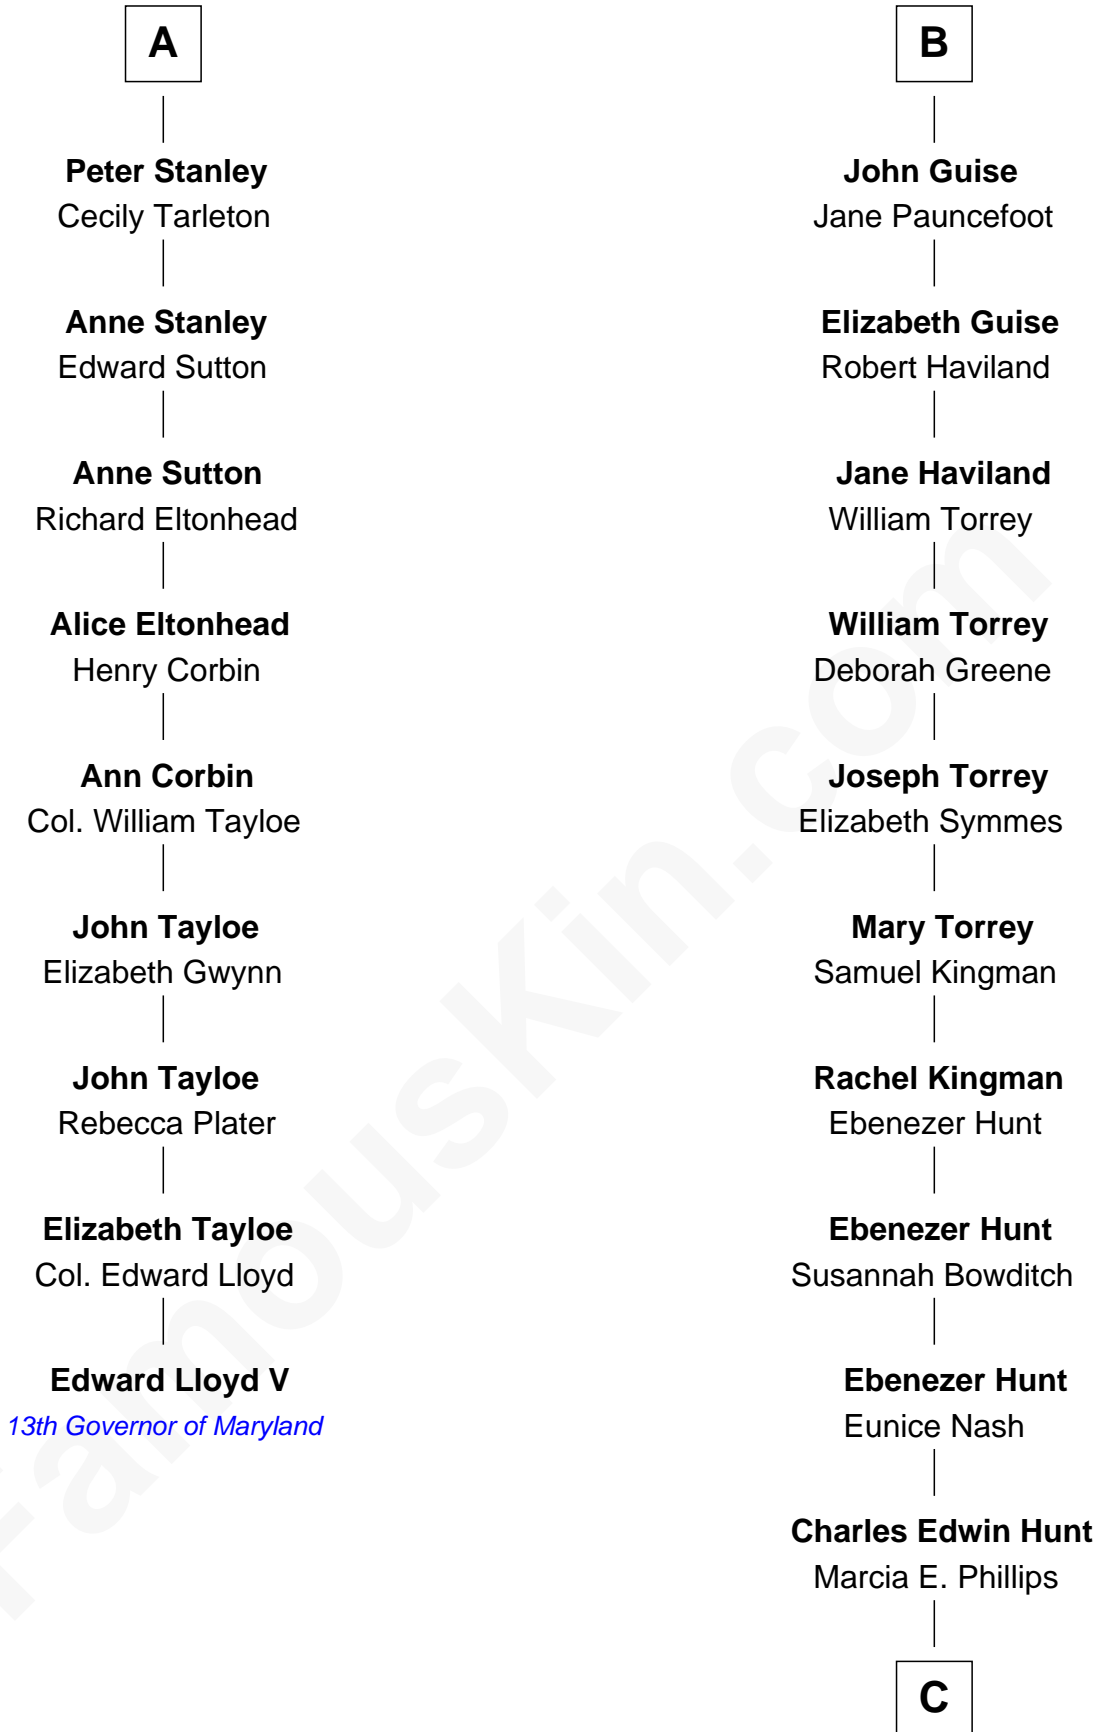 A
Peter Stanley
Cecily Tarleton
Anne Stanley
Edward Sutton
Anne Sutton
Richard Eltonhead
Alice Eltonhead
Henry Corbin
Ann Corbin
Col. William Tayloe
John Tayloe
Elizabeth Gwynn
John Tayloe
Rebecca Plater
Elizabeth Tayloe
Col. Edward Lloyd
Edward Lloyd V
13th Governor of Maryland
B
John Guise
Jane Pauncefoot
Elizabeth Guise
Robert Haviland
Jane Haviland
William Torrey
William Torrey
Deborah Greene
Joseph Torrey
Elizabeth Symmes
Mary Torrey
Samuel Kingman
Rachel Kingman
Ebenezer Hunt
Ebenezer Hunt
Susannah Bowditch
Ebenezer Hunt
Eunice Nash
Charles Edwin Hunt
Marcia E. Phillips
C
FamousKin.com